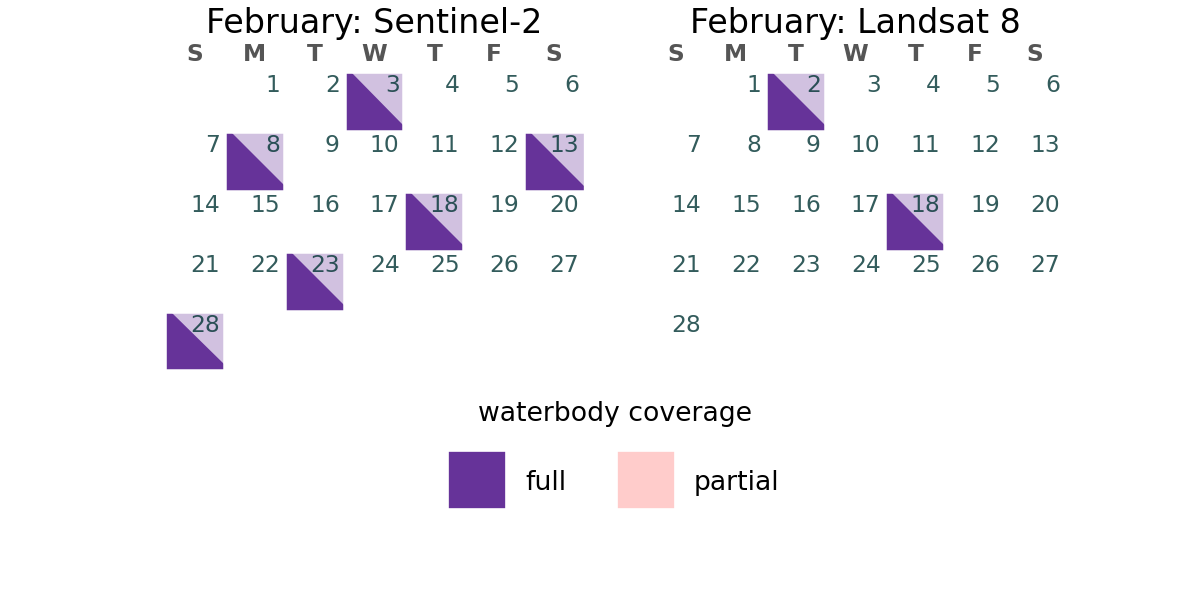 February: Sentinel-2
S M T W T F S
1 2 3 4 5 6
7 8 9 10 11 12 13
14 15 16 17 18 19 20
21 22 23 24 25 26 27
28
February: Landsat 8
S M T W T F S
1 2 3 4 5 6
7 8 9 10 11 12 13
14 15 16 17 18 19 20
21 22 23 24 25 26 27
28
waterbody coverage
full partial